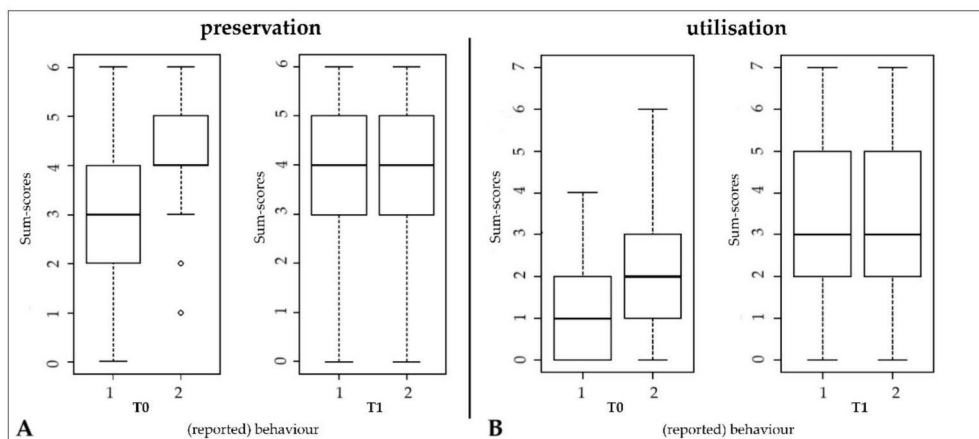 preservation
utilisation
Sum-scores
0 1 2 3 4 5 6
1 2
T0
Sum-scores
0 1 2 3 4 5 6
1 2
T1
(reported) behaviour
A
Sum-scores
0 1 2 3 4 5 6 7
1 2
T0
Sum-scores
0 1 2 3 4 5 6 7
1 2
T1
(reported) behaviour
B